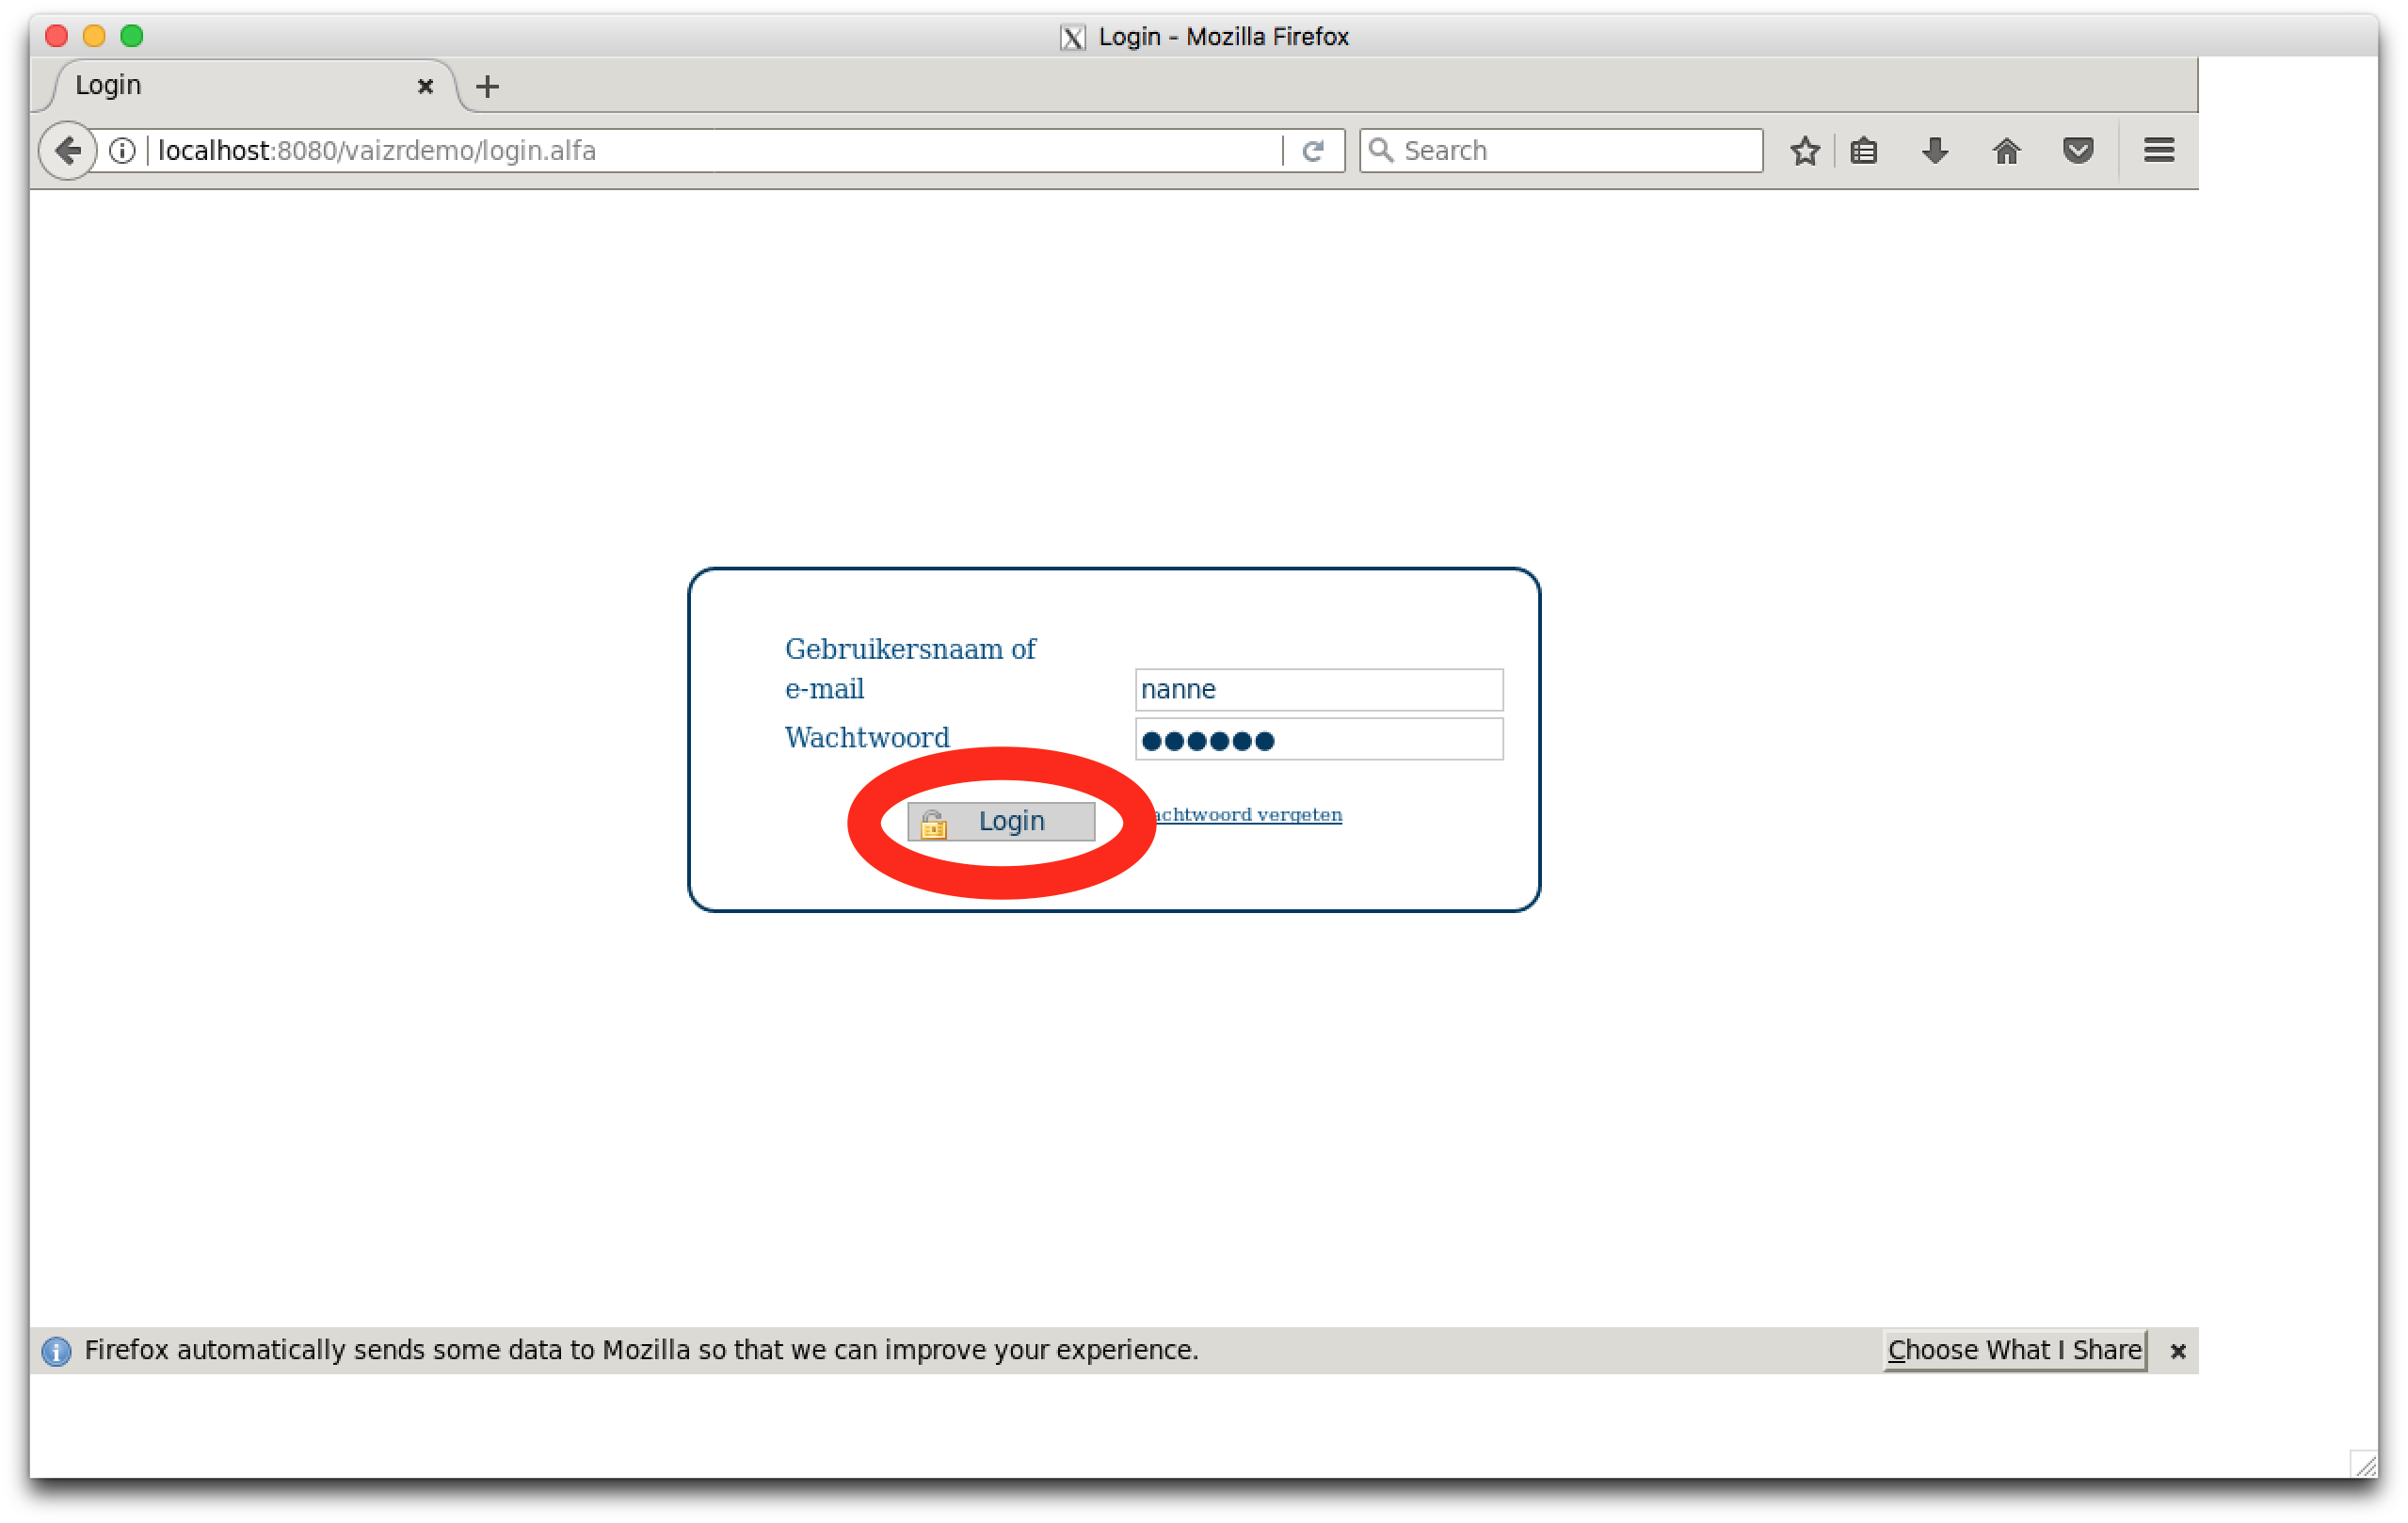 Login - Mozilla Firefox
Login
localhost:8080/vaizrdemo/login.alfa
Search
Gebruikersnaam of
e-mail
nanne
Wachtwoord
Login
achtwoord vergeten
Firefox automatically sends some data to Mozilla so that we can improve your experience.
Choose What I Share